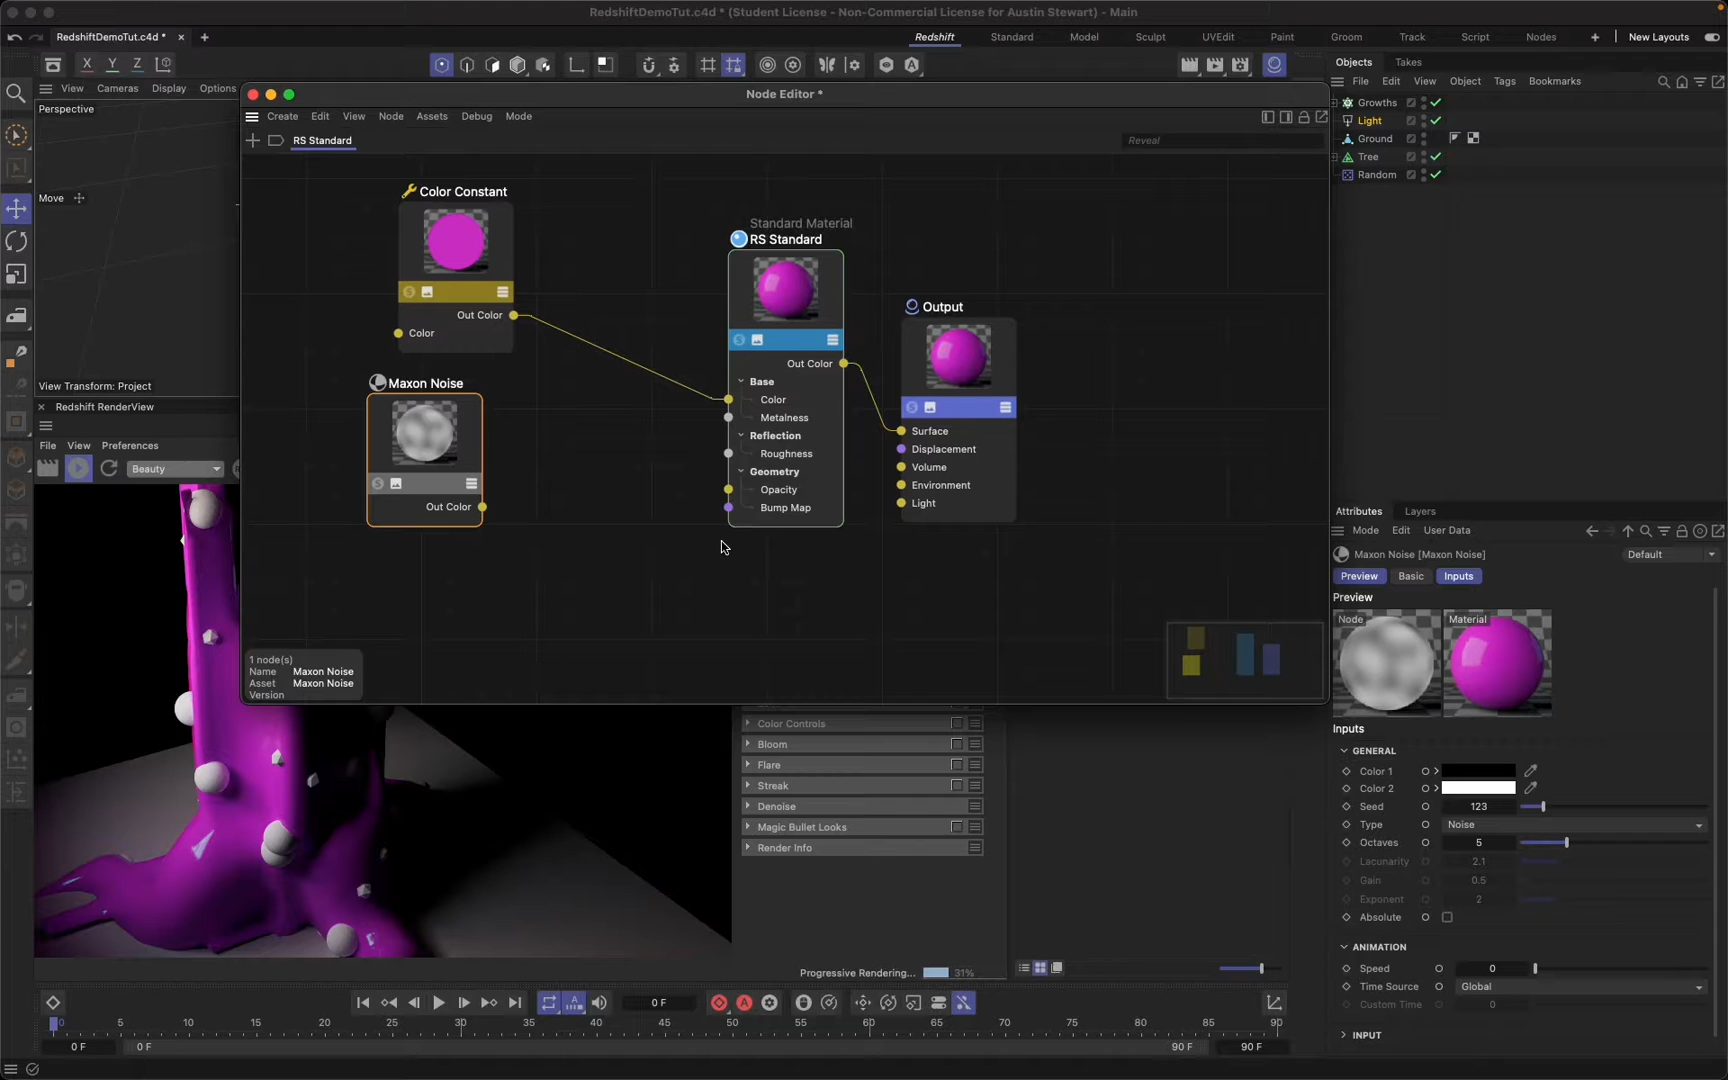 RedshiftDemoTut.c4d * (Student License - Non-Commercial License for Austin Stewart) - Main
RedshiftDemoTut.c4d *
Redshift
Standard
Model
Sculpt
UVEdit
Paint
Groom
Track
Script
Nodes
New Layouts
X
Y
Z
View
Cameras
Display
Options
Perspective
Move
View Transform: Project
Redshift RenderView
File
View
Preferences
Beauty
Node Editor *
Create
Edit
View
Node
Assets
Debug
Mode
RS Standard
Reveal
Color Constant
Out Color
Color
Maxon Noise
Out Color
Standard Material
RS Standard
Out Color
Base
Color
Metalness
Reflection
Roughness
Geometry
Opacity
Bump Map
Output
Surface
Displacement
Volume
Environment
Light
1 node(s)
Name Maxon Noise
Asset Maxon Noise
Version
Color Controls
Bloom
Flare
Streak
Denoise
Magic Bullet Looks
Render Info
Progressive Rendering... 31%
Objects
Takes
File
Edit
View
Object
Tags
Bookmarks
Growths
Light
Ground
Tree
Random
Attributes
Layers
Mode
Edit
User Data
Maxon Noise [Maxon Noise]
Default
Preview
Basic
Inputs
Preview
Node
Material
Inputs
GENERAL
Color 1
Color 2
Seed 123
Type Noise
Octaves 5
Lacunarity 2.1
Gain 0.5
Exponent 2
Absolute
ANIMATION
Speed 0
Time Source Global
Custom Time 0
INPUT
0 F
0 5 10 15 20 25 30 35 40 45 50 55 60 65 70 75 80 85 90
0 F
0 F
90 F
90 F